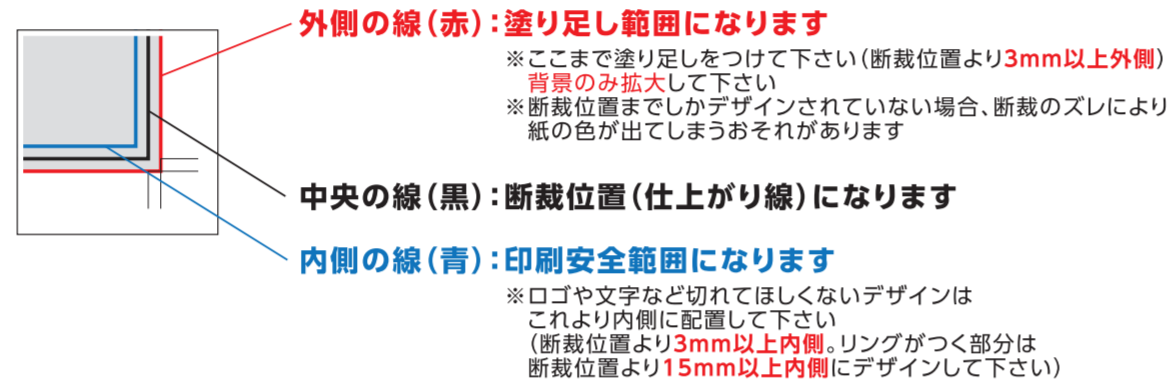 外側の線（赤）：塗り足し範囲になります
※ここまで塗り足しをつけて下さい（断裁位置より3mm以上外側）
背景のみ拡大して下さい
※断裁位置までしかデザインされていない場合、断裁のズレにより
紙の色が出てしまうおそれがあります
中央の線（黒）：断裁位置（仕上がり線）になります
内側の線（青）：印刷安全範囲になります
※ロゴや文字など切れてほしくないデザインは
これより内側に配置して下さい
（断裁位置より3mm以上内側。リングがつく部分は
断裁位置より15mm以上内側にデザインして下さい）